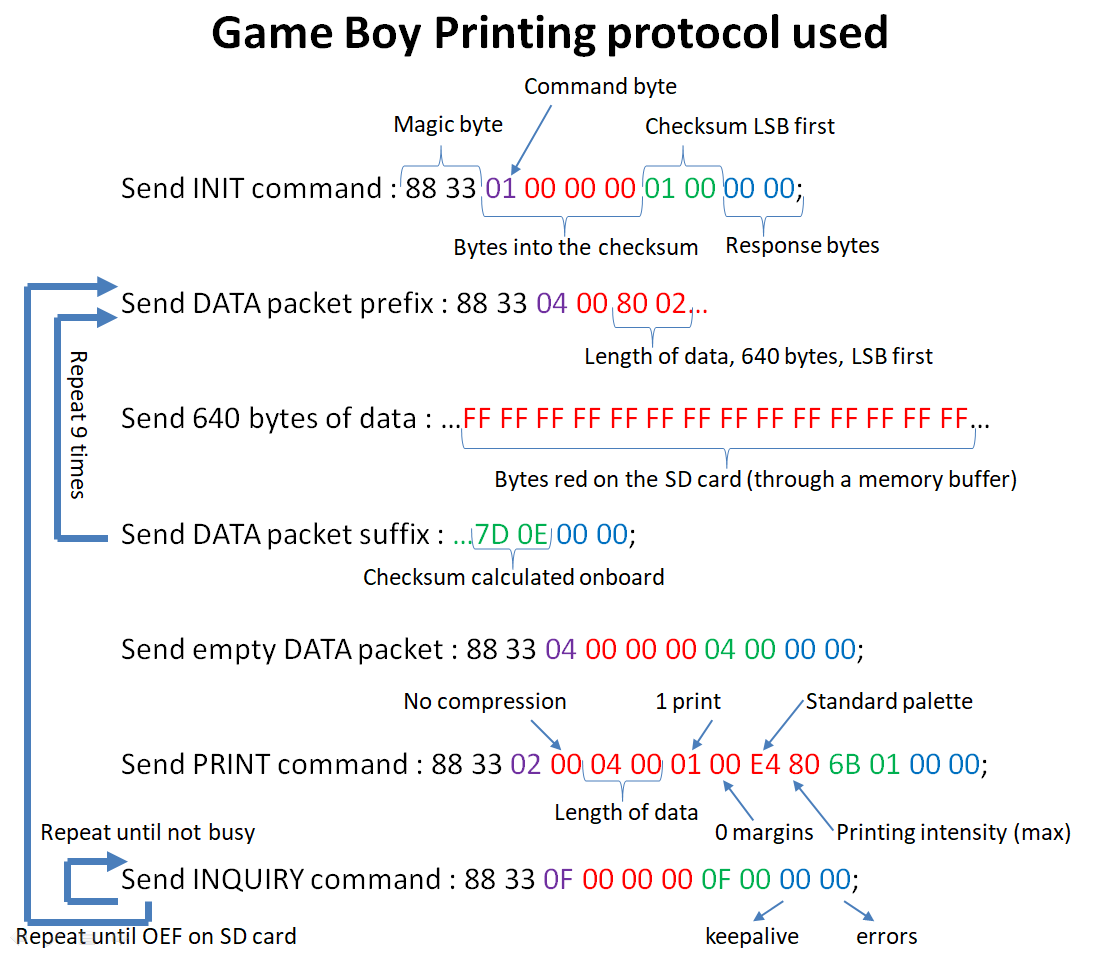 Game Boy Printing protocol used
Command byte
Magic byte
Checksum LSB first
Send INIT command : 88 33 01 00 00 00 01 00 00 00;
Bytes into the checksum
Response bytes
Send DATA packet prefix : 88 33 04 00 80 02...
Length of data, 640 bytes, LSB first
Repeat 9 times
Send 640 bytes of data : ...FF FF FF FF FF FF FF FF FF FF FF FF FF FF...
Bytes red on the SD card (through a memory buffer)
Send DATA packet suffix : ...7D 0E 00 00;
Checksum calculated onboard
Send empty DATA packet : 88 33 04 00 00 00 04 00 00 00;
No compression
1 print
Standard palette
Send PRINT command : 88 33 02 00 04 00 01 00 E4 80 6B 01 00 00;
Length of data
0 margins
Printing intensity (max)
Repeat until not busy
Send INQUIRY command : 88 33 0F 00 00 00 0F 00 00 00;
Repeat until OEF on SD card
keepalive
errors